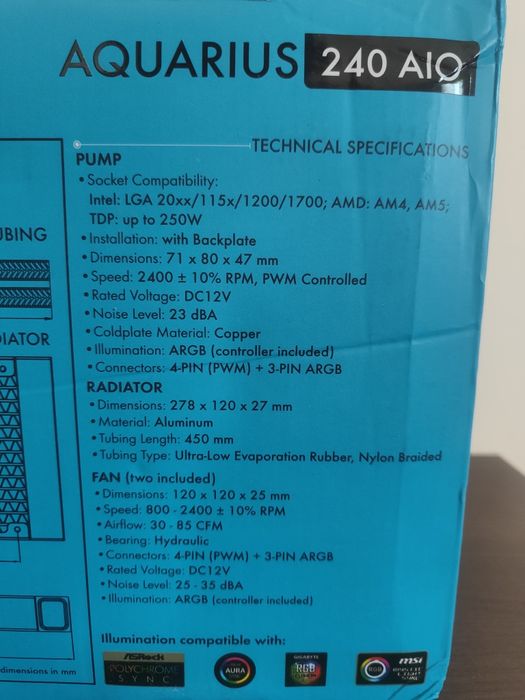 AQUARIUS 240 AIO
TECHNICAL SPECIFICATIONS
PUMP
• Socket Compatibility:
Intel: LGA 20xx/115x/1200/1700; AMD: AM4, AM5;
TDP: up to 250W
• Installation: with Backplate
• Dimensions: 71 x 80 x 47 mm
• Speed: 2400 ± 10% RPM, PWM Controlled
• Rated Voltage: DC12V
• Noise Level: 23 dBA
• Coldplate Material: Copper
• Illumination: ARGB (controller included)
• Connectors: 4-PIN (PWM) + 3-PIN ARGB
RADIATOR
• Dimensions: 278 x 120 x 27 mm
• Material: Aluminum
• Tubing Length: 450 mm
• Tubing Type: Ultra-Low Evaporation Rubber, Nylon Braided
FAN (two included)
• Dimensions: 120 x 120 x 25 mm
• Speed: 800 - 2400 ± 10% RPM
• Airflow: 30 - 85 CFM
• Bearing: Hydraulic
• Connectors: 4-PIN (PWM) + 3-PIN ARGB
• Rated Voltage: DC12V
• Noise Level: 25 - 35 dBA
• Illumination: ARGB (controller included)
Illumination compatible with:
ASRock
POLYCHROME
SYNC
AURA
GIGABYTE
RGB
FUSION
RGB
msi
UBING
DIATOR
dimensions in mm